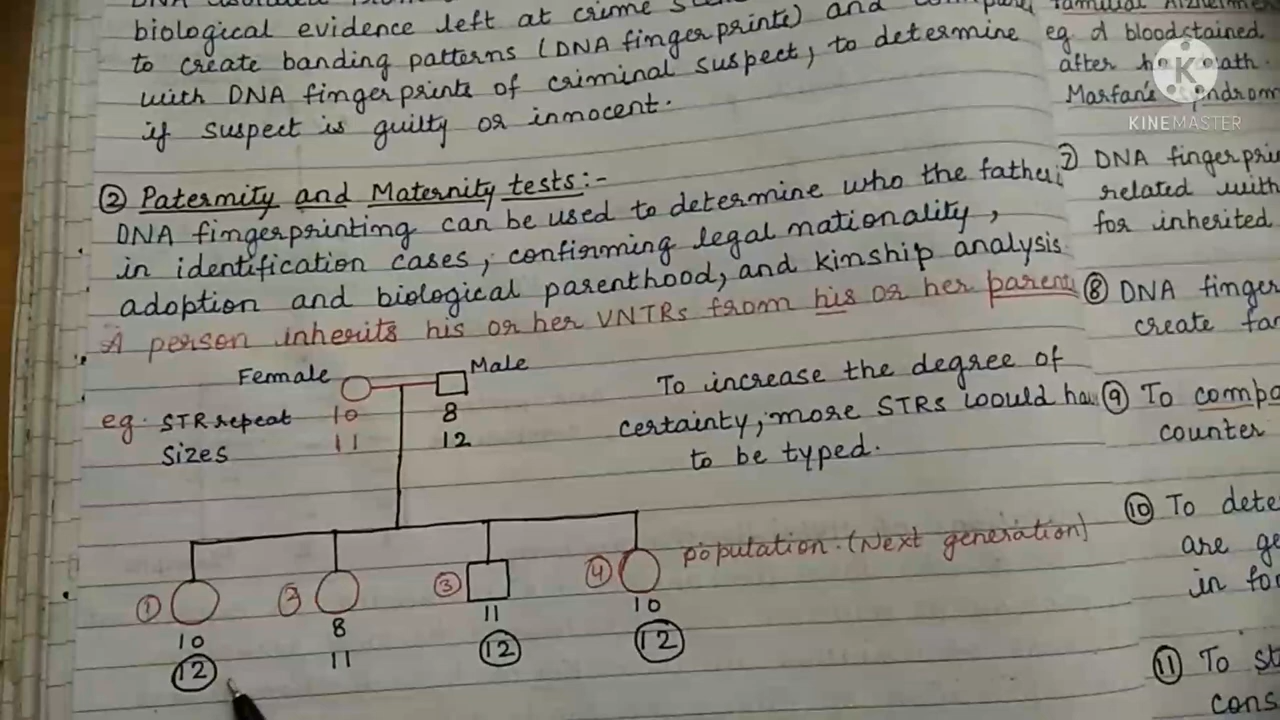 biological evidence left at crime
to create banding patterns (DNA fingerprints) and
with DNA fingerprints of criminal suspect, to determine
if suspect is guilty or innocent.
② Paternity and Maternity tests:-
DNA fingerprinting can be used to determine who the father
in identification cases, confirming legal nationality,
adoption and biological parenthood, and kinship analysis
A person inherits his or her VNTRs from his or her parent
Female
Male
eg. STR repeat
sizes
10
11
8
12
To increase the degree of
certainty, more STRs would hav
to be typed.
population. (Next generation)
①
10
12
②
8
11
③
11
12
④
10
12
familial Alzheimer
eg A bloodstained
after
Marfan's
⑦ DNA fingerpri
related with
for inherited
⑧ DNA finger
create fa
⑨ To compa
counter
⑩ To dete
are ge
in fo
⑪ To st
cons
K
KINEMASTER